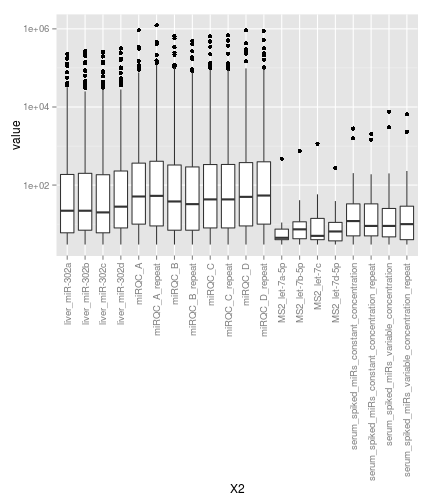 1e+06
1e+04
1e+02
value
liver_miR-302a
liver_miR-302b
liver_miR-302c
liver_miR-302d
miRQC_A
miRQC_A_repeat
miRQC_B
miRQC_B_repeat
miRQC_C
miRQC_C_repeat
miRQC_D
miRQC_D_repeat
MS2_let-7a-5p
MS2_let-7b-5p
MS2_let-7c
MS2_let-7d-5p
serum_spiked_miRs_constant_concentration
serum_spiked_miRs_constant_concentration_repeat
serum_spiked_miRs_variable_concentration
serum_spiked_miRs_variable_concentration_repeat
X2